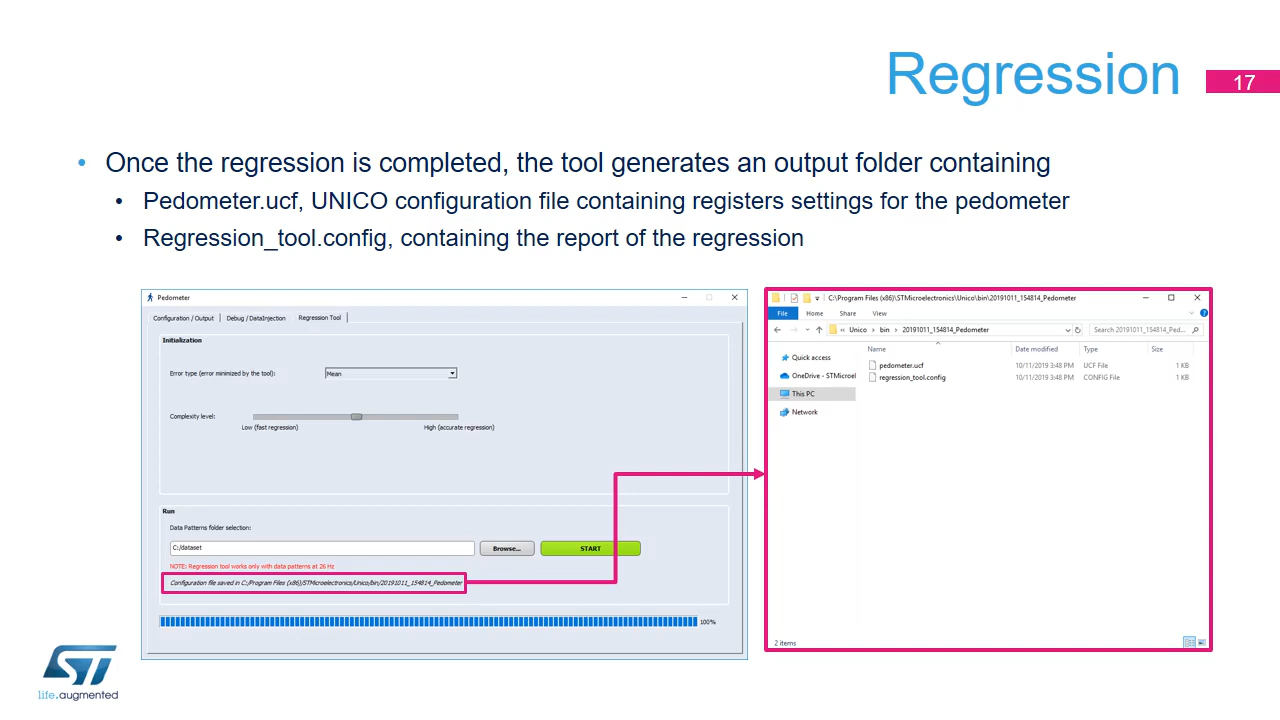 Regression
17
• Once the regression is completed, the tool generates an output folder containing
• Pedometer.ucf, UNICO configuration file containing registers settings for the pedometer
• Regression_tool.config, containing the report of the regression
Pedometer
Configuration / Output
Debug / DataInjection
Regression Tool
Initialization
Error type (error minimized by the tool):
Mean
Complexity level:
Low (fast regression)
High (accurate regression)
Run
Data Patterns folder selection:
C:/dataset
Browse...
START
NOTE: Regression tool works only with data patterns at 26 Hz
Configuration file saved in C:/Program Files (x86)/STMicroelectronics/Unico/bin/20191011_154814_Pedometer
100%
C:\Program Files (x86)\STMicroelectronics\Unico\bin\20191011_154814_Pedometer
File
Home
Share
View
« Unico › bin › 20191011_154814_Pedometer
Search 20191011_154814_Ped...
Name
Date modified
Type
Size
Quick access
OneDrive - STMicroel
This PC
Network
pedometer.ucf
10/11/2019 3:48 PM
UCF File
1 KB
regression_tool.config
10/11/2019 3:48 PM
CONFIG File
1 KB
2 items
ST
life.augmented